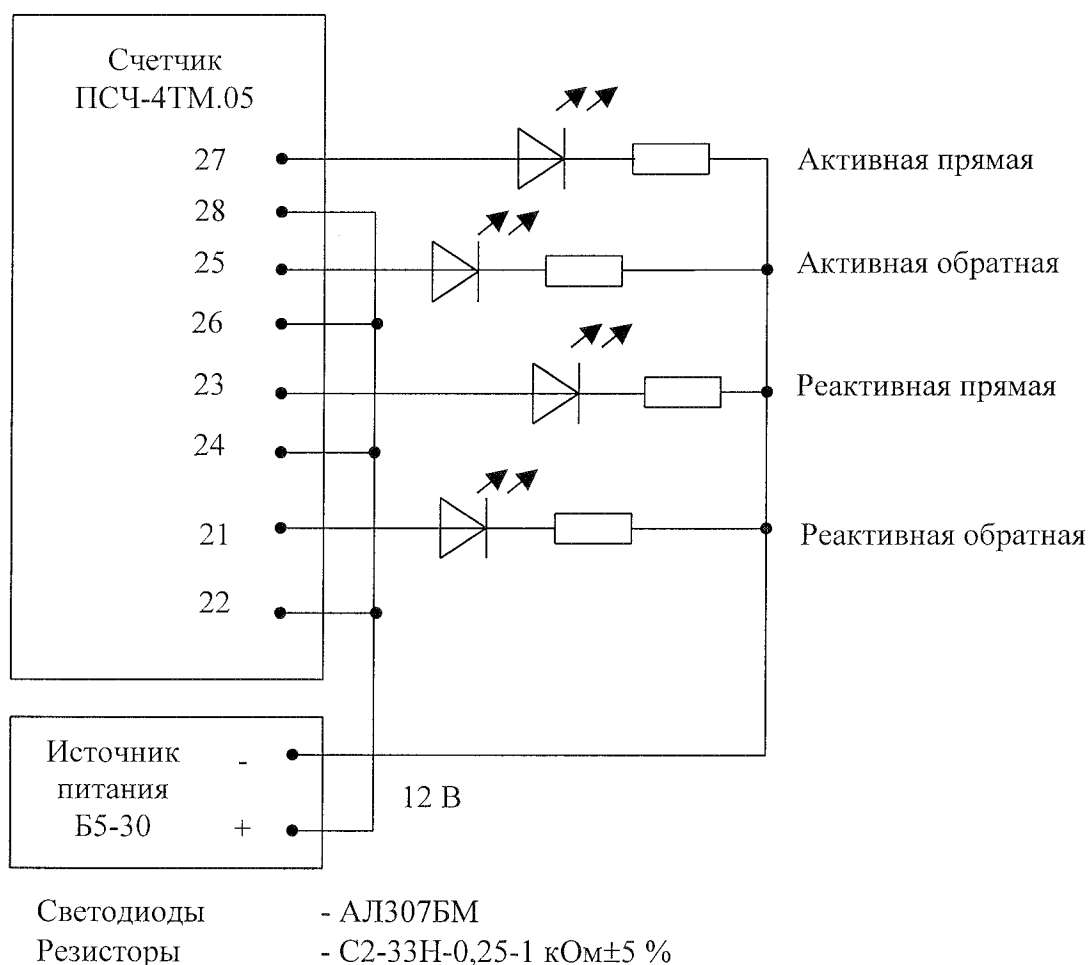 Счетчик
ПСЧ-4ТМ.05
27
Активная прямая
28
25
Активная обратная
26
23
Реактивная прямая
24
21
Реактивная обратная
22
Источник
питания
Б5-30
-
+
12 В
Светодиоды - АЛ307БМ
Резисторы - С2-33Н-0,25-1 кОм±5 %